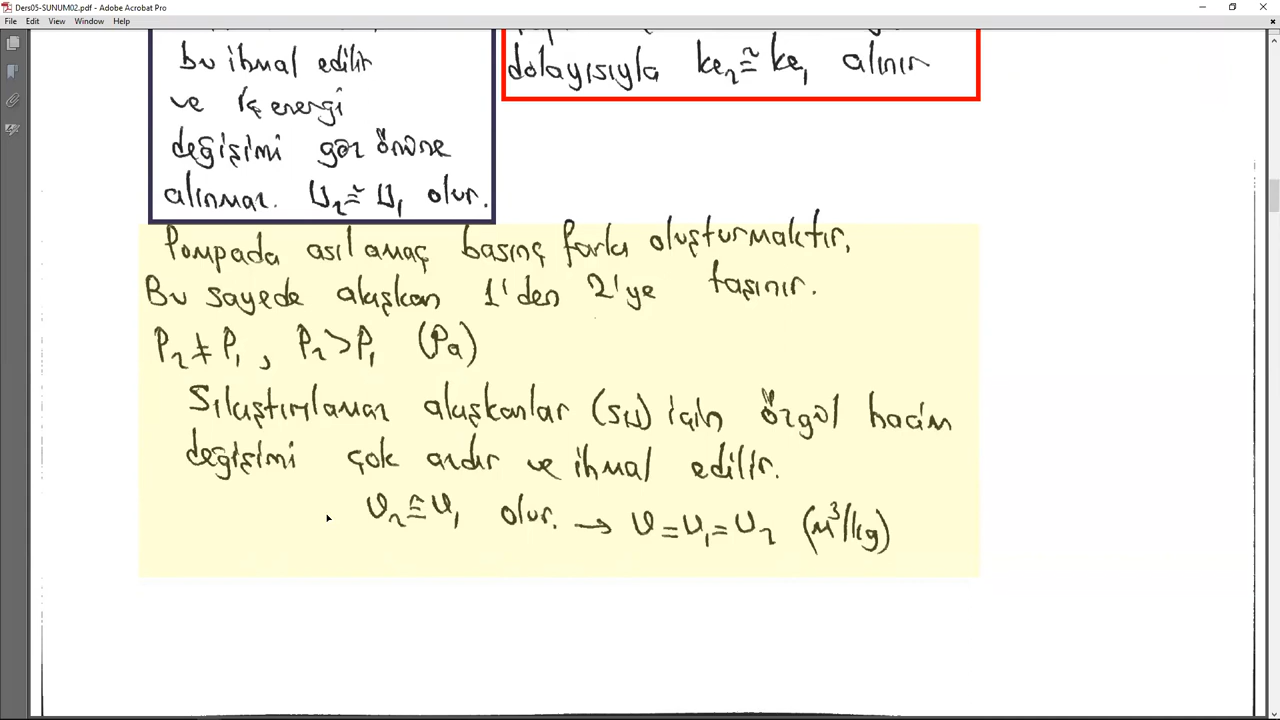 Ders05-SUNUM02.pdf - Adobe Acrobat Pro
File Edit View Window Help
bu ihmal edilir
ve iç energi
değişimi göz önüne
alınmaz. U₂≅U₁ olur.
dolayısıyla ke₂≅ke₁ alınır
Pompada asıl amaç basınç farkı oluşturmaktır,
Bu sayede akışkan 1'den 2'ye taşınır.
P₂≠P₁, P₂>P₁ (Pa)
Sıkıştırılamaz akışkanlar (sıvı) için özgül hacim
değişimi çok azdır ve ihmal edilir.
υ₂≅υ₁ olur. → υ=υ₁=υ₂ (m³/kg)